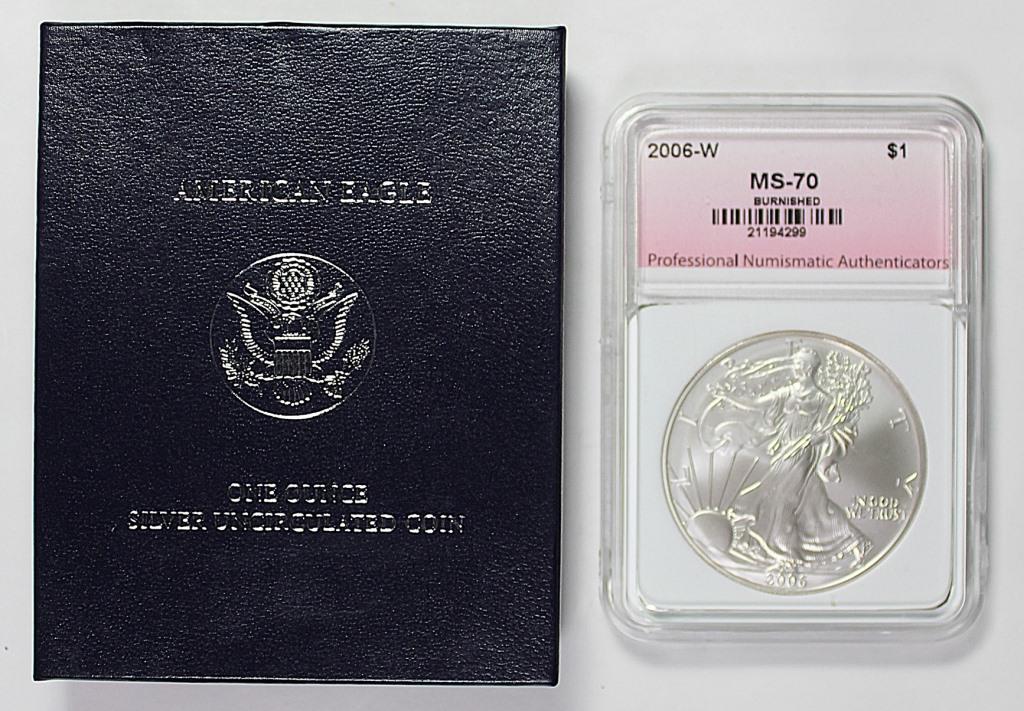 AMERICAN EAGLE
ONE OUNCE
SILVER UNCIRCULATED COIN
2006-W $1
MS-70
BURNISHED
21194299
Professional Numismatic Authenticators
LIBERTY
IN GOD
WE TRUST
2006